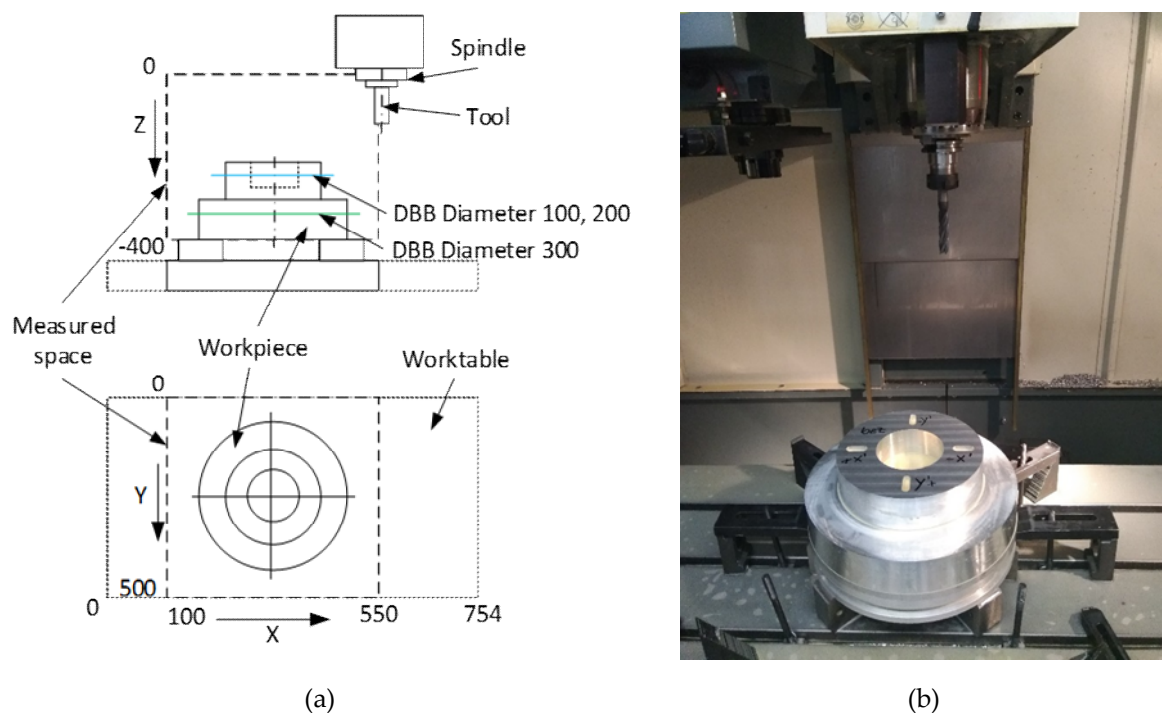 0
Spindle
Z
Tool
DBB Diameter 100, 200
-400
DBB Diameter 300
Measured
space
Workpiece
Worktable
0
Y
500
0
100
550
754
X
(a)
(b)